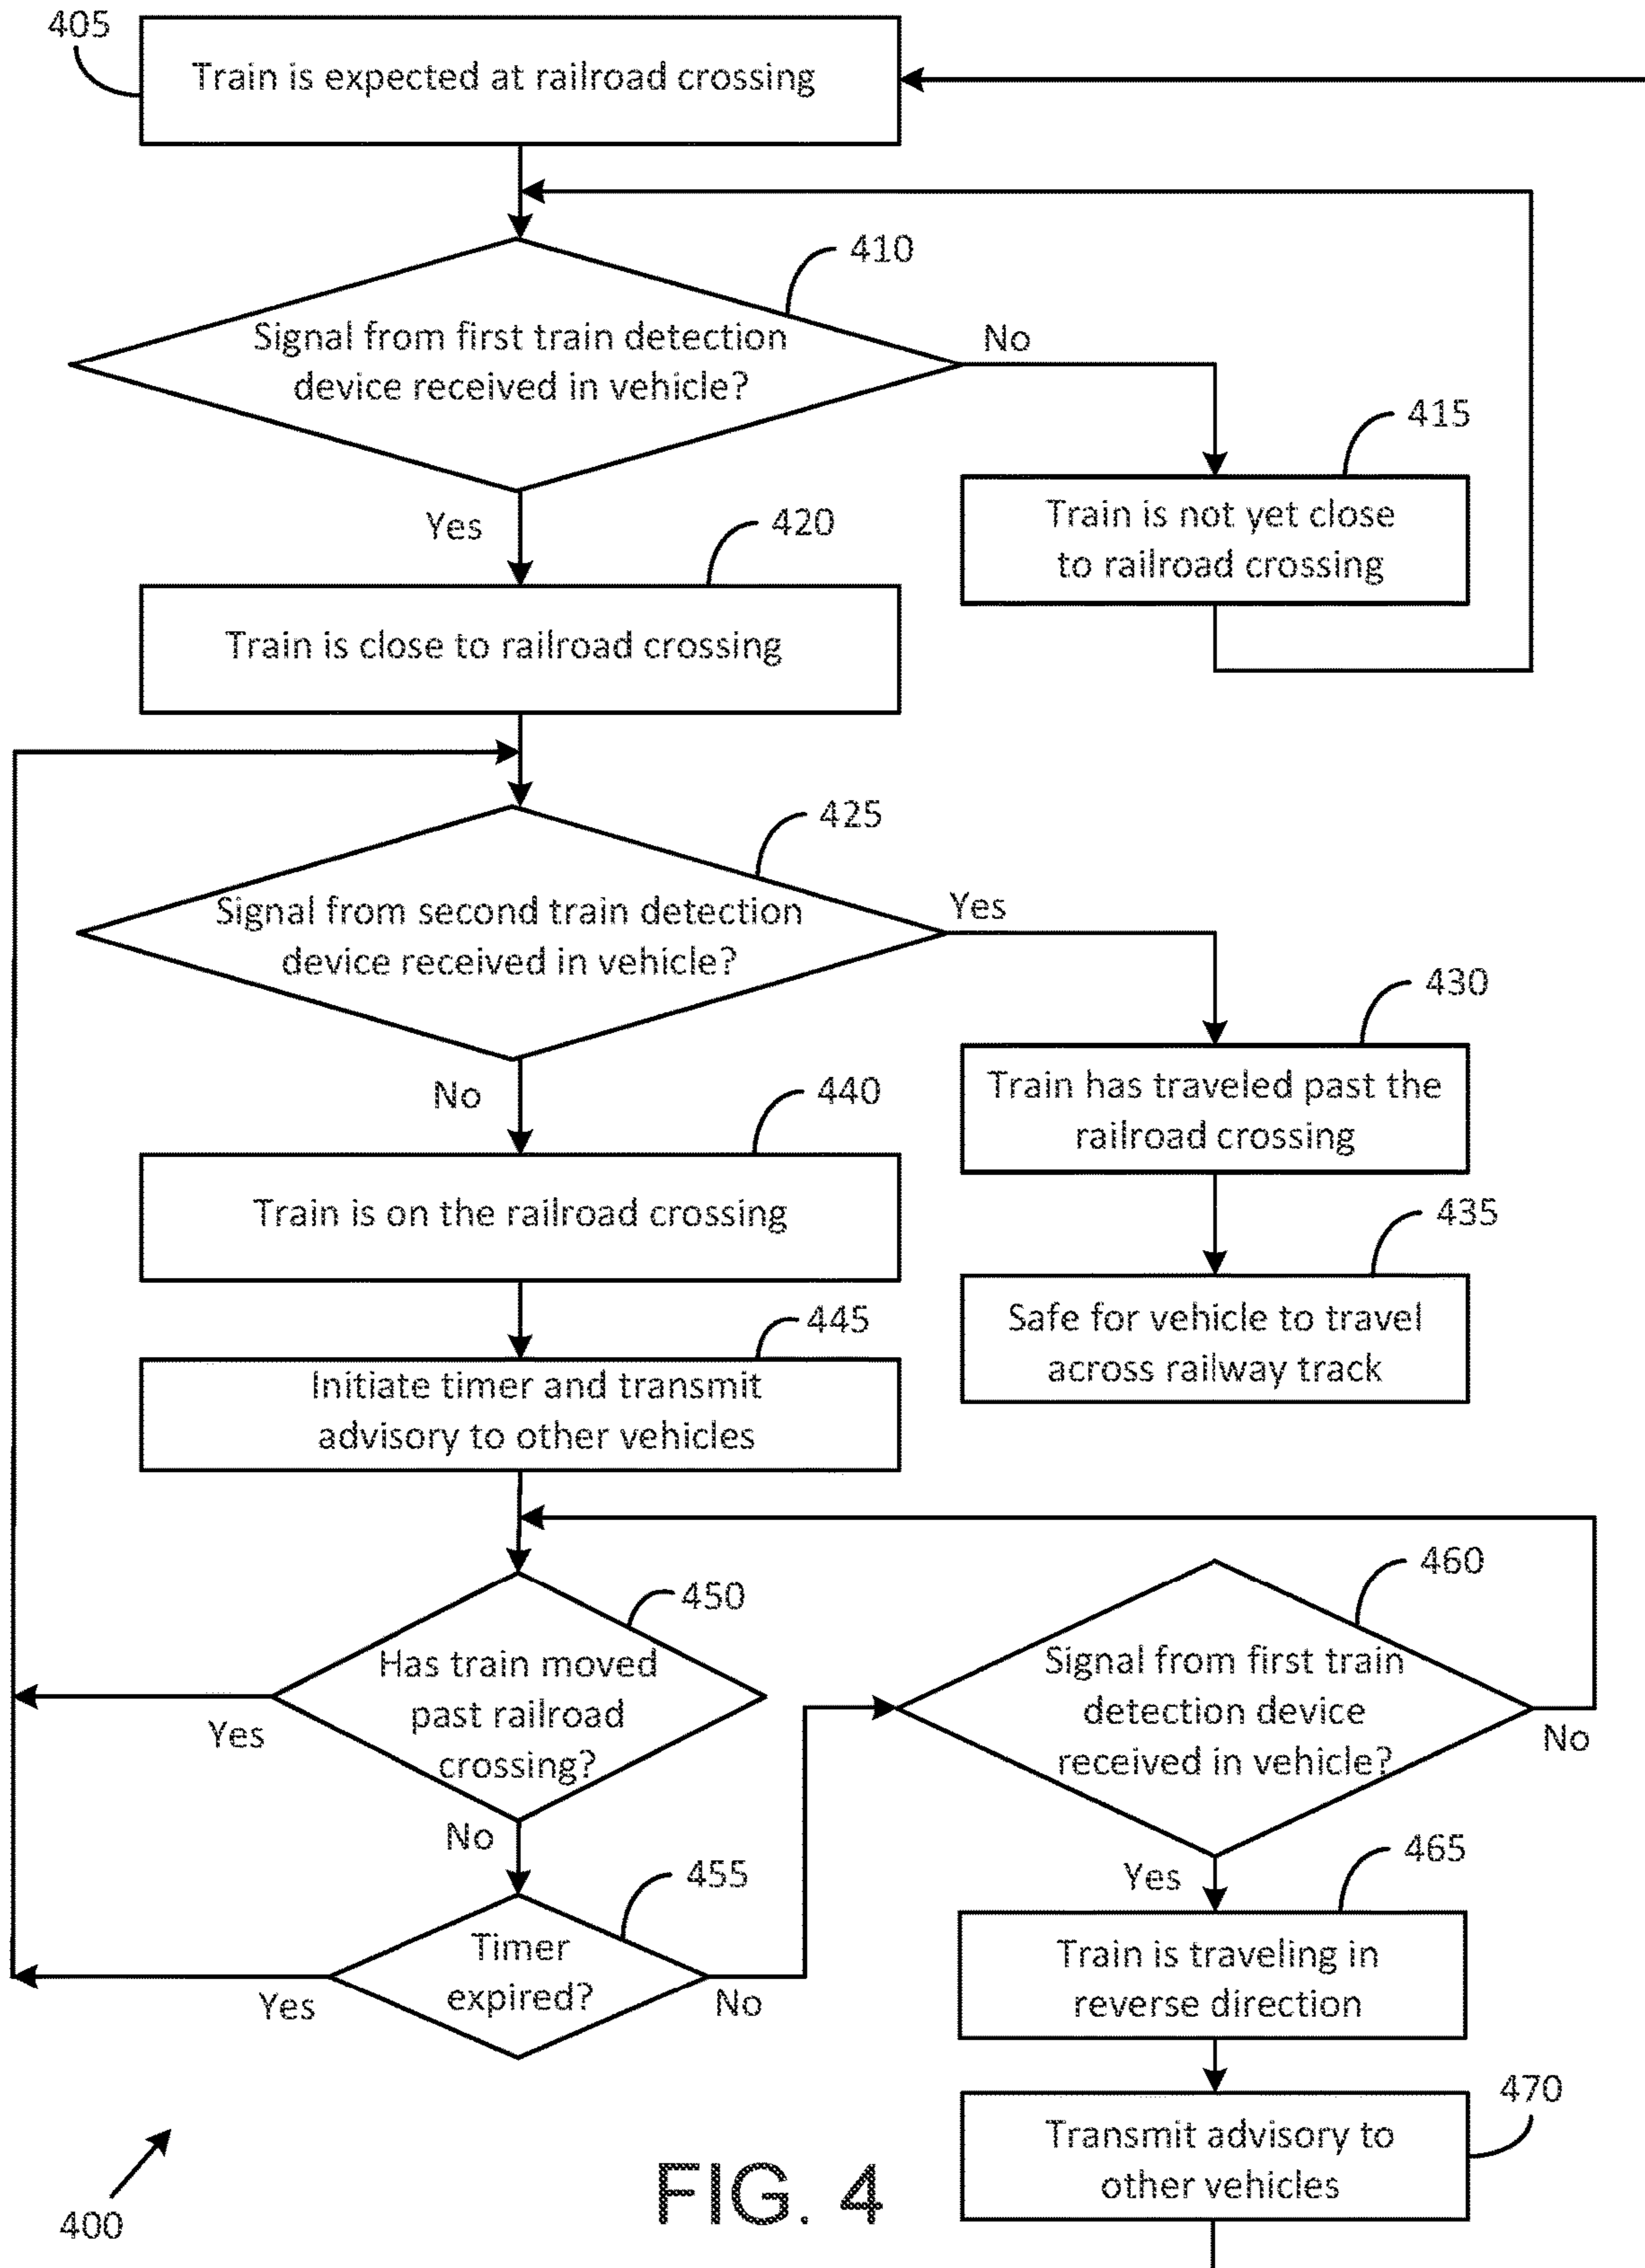 405
Train is expected at railroad crossing
410
Signal from first train detection
device received in vehicle?
No
415
Train is not yet close
to railroad crossing
Yes
420
Train is close to railroad crossing
425
Signal from second train detection
device received in vehicle?
Yes
430
Train has traveled past the
railroad crossing
No
440
Train is on the railroad crossing
435
Safe for vehicle to travel
across railway track
445
Initiate timer and transmit
advisory to other vehicles
450
Has train moved
past railroad
crossing?
Yes
No
460
Signal from first train
detection device
received in vehicle?
No
455
Timer
expired?
Yes
No
Yes
465
Train is traveling in
reverse direction
470
Transmit advisory to
other vehicles
400
FIG. 4